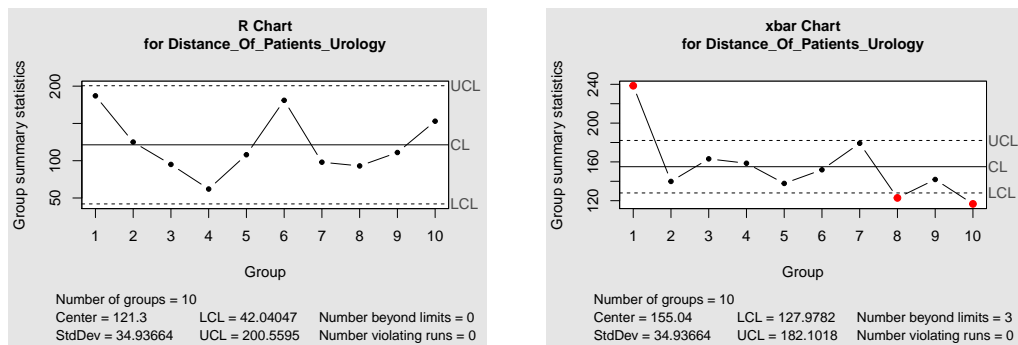 R Chart
for Distance_Of_Patients_Urology
Group summary statistics
50
100
200
UCL
CL
LCL
1 2 3 4 5 6 7 8 9 10
Group
Number of groups = 10
Center = 121.3 LCL = 42.04047 Number beyond limits = 0
StdDev = 34.93664 UCL = 200.5595 Number violating runs = 0
xbar Chart
for Distance_Of_Patients_Urology
Group summary statistics
120
160
200
240
UCL
CL
LCL
1 2 3 4 5 6 7 8 9 10
Group
Number of groups = 10
Center = 155.04 LCL = 127.9782 Number beyond limits = 3
StdDev = 34.93664 UCL = 182.1018 Number violating runs = 0